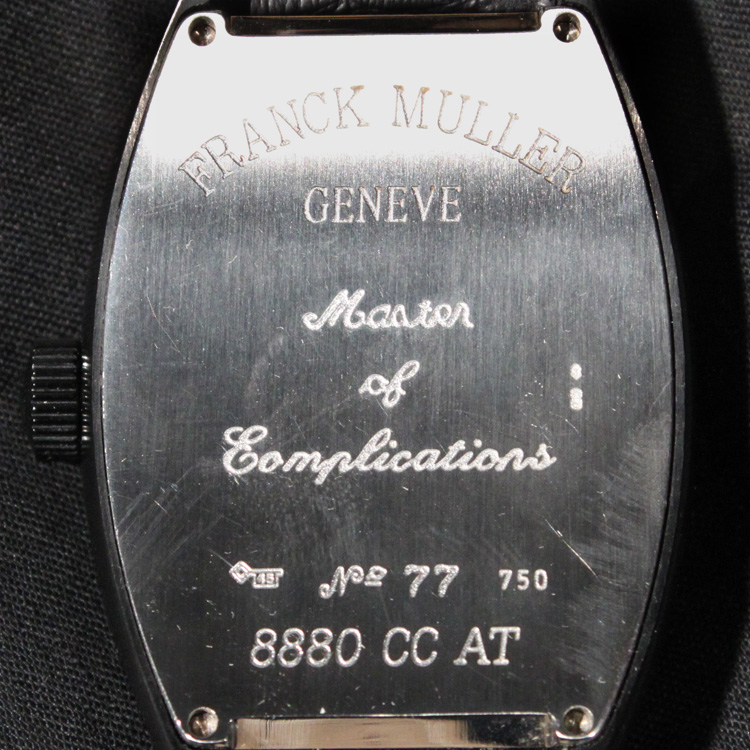 FRANCK MULLER
GENEVE
Master
of
Complications
Nº 77 750
8880 CC AT